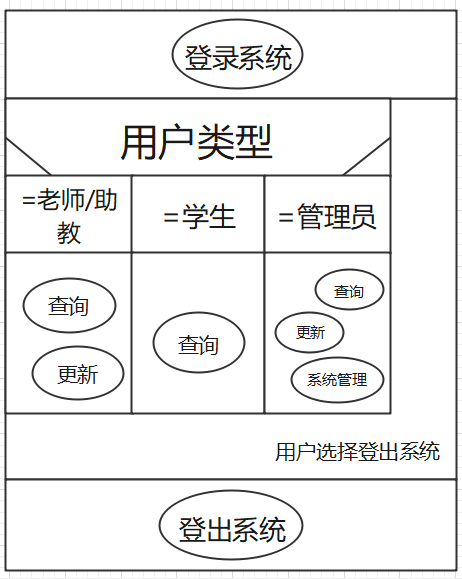 登录系统
用户类型
=老师/助
教
=学生
=管理员
查询
更新
查询
查询
更新
系统管理
用户选择登出系统
登出系统